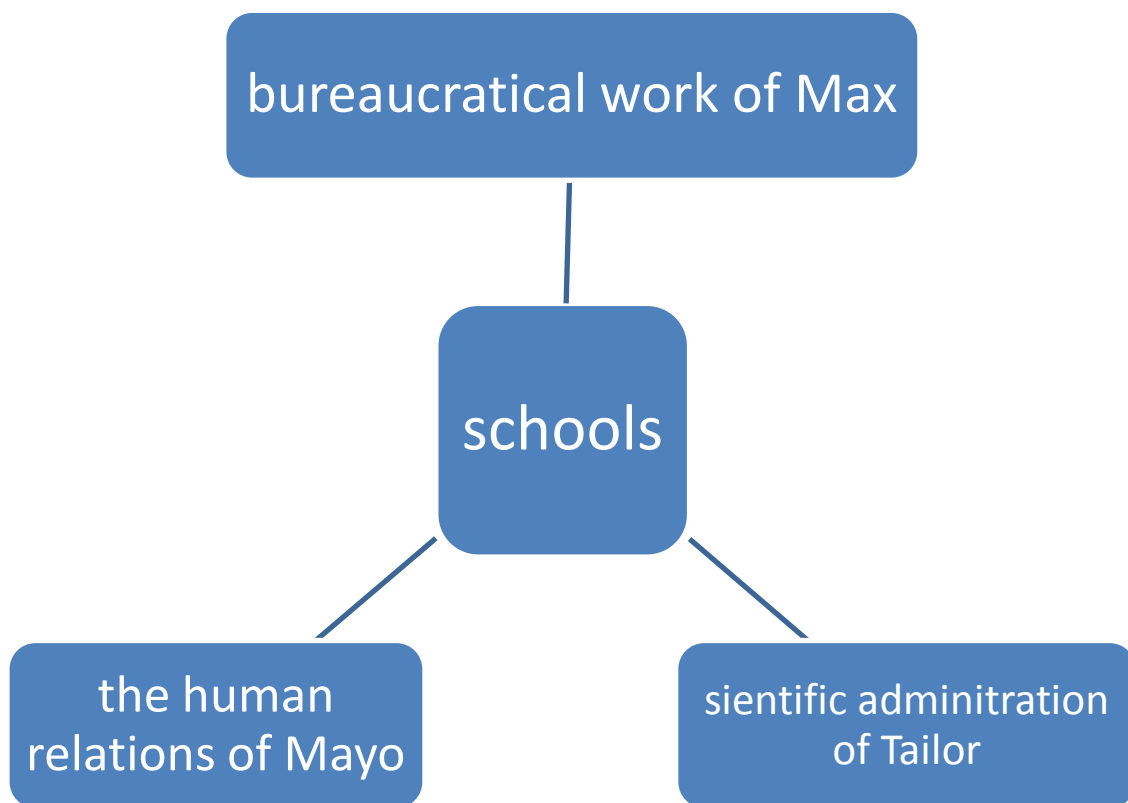 bureaucratical work of Max
schools
the human
relations of Mayo
sientific adminitration
of Tailor